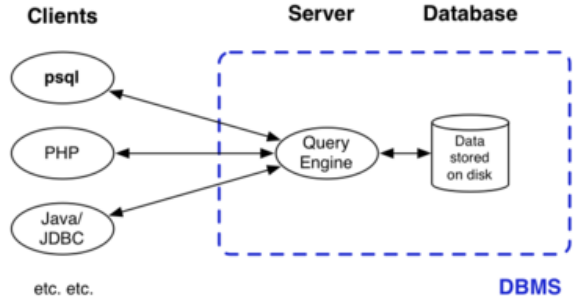 Clients
Server
Database
psql
PHP
Java/
JDBC
etc. etc.
Query
Engine
Data
stored
on disk
DBMS